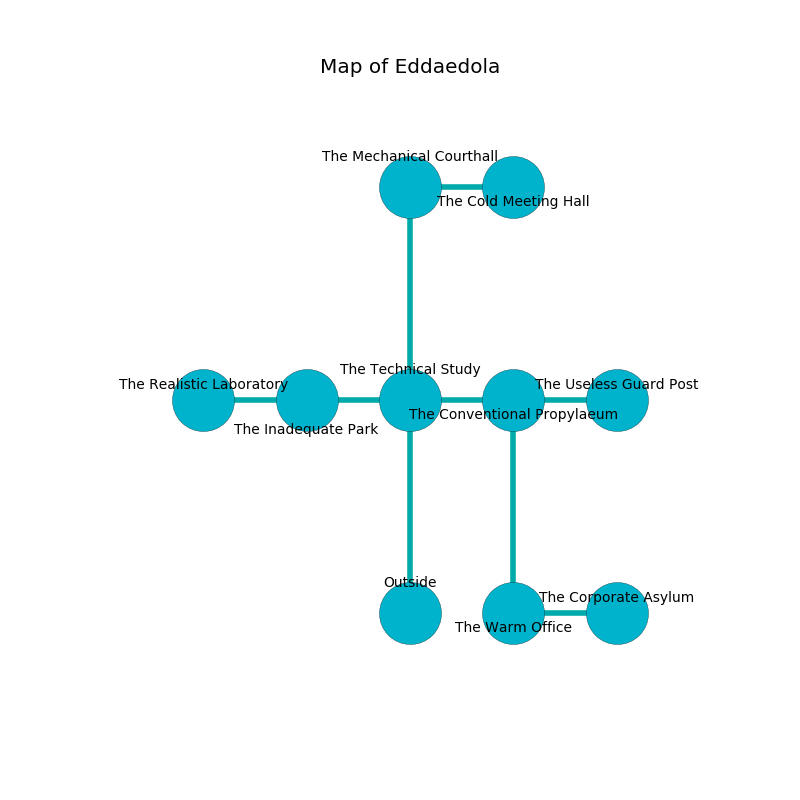 Map of Eddaedola
The Mechanical Courthall
The Cold Meeting Hall
The Technical Study
The Realistic Laboratory
The Useless Guard Post
The Conventional Propylaeum
The Inadequate Park
Outside
The Corporate Asylum
The Warm Office